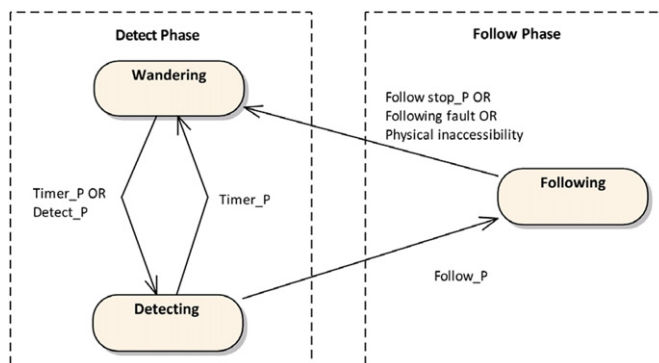 Detect Phase
Follow Phase
Wandering
Follow stop_P OR
Following fault OR
Physical inaccessibility
Following
Timer_P OR
Detect_P
Timer_P
Follow_P
Detecting